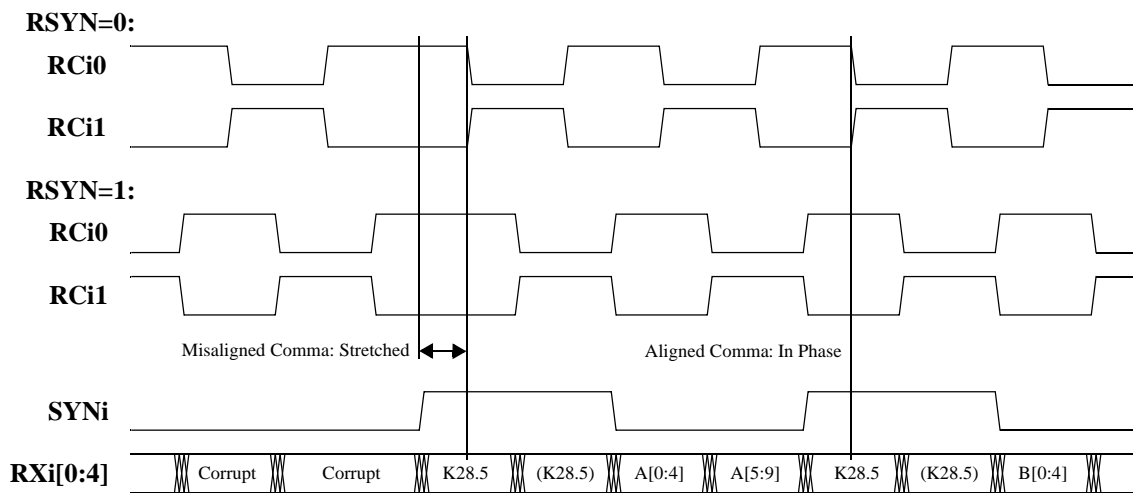 RSYN=0:
RCi0
RCi1
RSYN=1:
RCi0
RCi1
Misaligned Comma: Stretched
Aligned Comma: In Phase
SYNi
RXi[0:4] Corrupt Corrupt K28.5 (K28.5) A[0:4] A[5:9] K28.5 (K28.5) B[0:4]